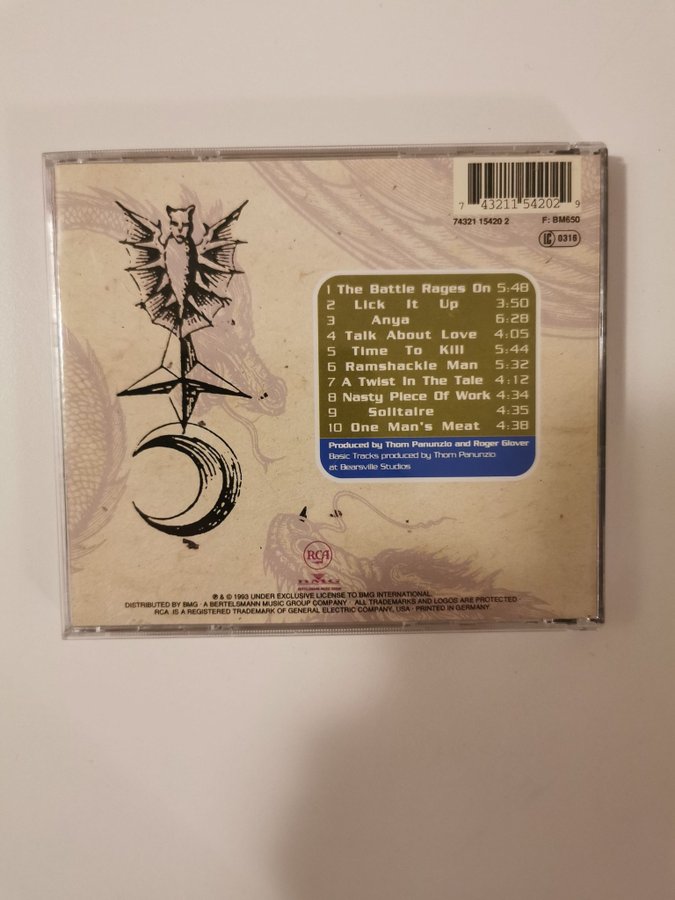 7 43211 54202 9
74321 15420 2 F: BM650
LC 0316
1 The Battle Rages On 5:48
2 Lick It Up 3:50
3 Anya 6:28
4 Talk About Love 4:05
5 Time To Kill 5:44
6 Ramshackle Man 5:32
7 A Twist In The Tale 4:12
8 Nasty Piece Of Work 4:34
9 Solitaire 4:35
10 One Man's Meat 4:38
Produced by Thom Panunzio and Roger Glover
Basic Tracks produced by Thom Panunzio
at Bearsville Studios
RCA
BMG
BERTELSMANN MUSIC GROUP
℗ & © 1993 UNDER EXCLUSIVE LICENSE TO BMG INTERNATIONAL
DISTRIBUTED BY BMG · A BERTELSMANN MUSIC GROUP COMPANY · ALL TRADEMARKS AND LOGOS ARE PROTECTED ·
RCA IS A REGISTERED TRADEMARK OF GENERAL ELECTRIC COMPANY, USA · PRINTED IN GERMANY.